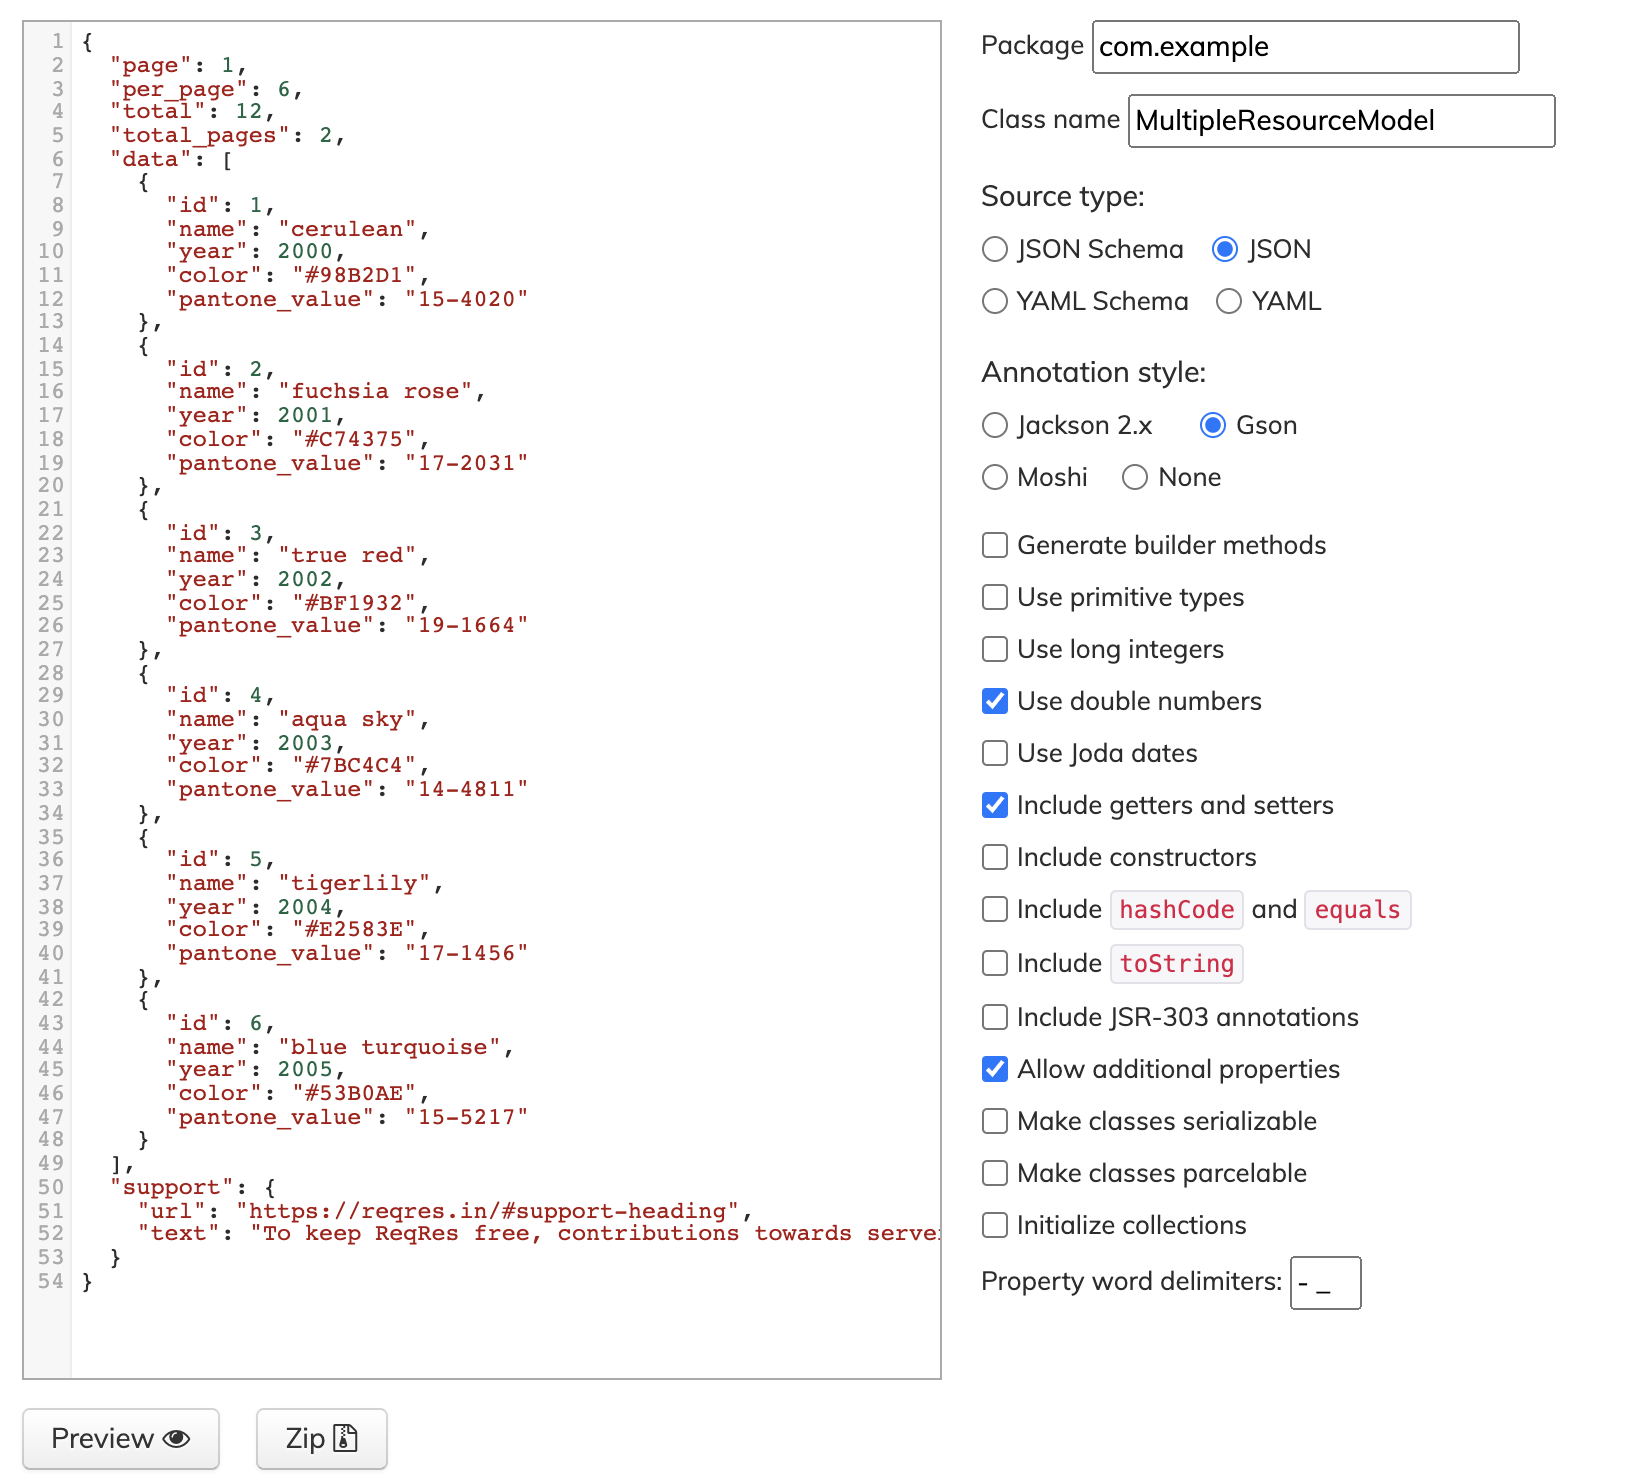 1 {
2 "page": 1,
3 "per_page": 6,
4 "total": 12,
5 "total_pages": 2,
6 "data": [
7 {
8 "id": 1,
9 "name": "cerulean",
10 "year": 2000,
11 "color": "#98B2D1",
12 "pantone_value": "15-4020"
13 },
14 {
15 "id": 2,
16 "name": "fuchsia rose",
17 "year": 2001,
18 "color": "#C74375",
19 "pantone_value": "17-2031"
20 },
21 {
22 "id": 3,
23 "name": "true red",
24 "year": 2002,
25 "color": "#BF1932",
26 "pantone_value": "19-1664"
27 },
28 {
29 "id": 4,
30 "name": "aqua sky",
31 "year": 2003,
32 "color": "#7BC4C4",
33 "pantone_value": "14-4811"
34 },
35 {
36 "id": 5,
37 "name": "tigerlily",
38 "year": 2004,
39 "color": "#E2583E",
40 "pantone_value": "17-1456"
41 },
42 {
43 "id": 6,
44 "name": "blue turquoise",
45 "year": 2005,
46 "color": "#53B0AE",
47 "pantone_value": "15-5217"
48 }
49 ],
50 "support": {
51 "url": "https://reqres.in/#support-heading",
52 "text": "To keep ReqRes free, contributions towards serve
53 }
54 }
Preview
Zip
Package com.example
Class name MultipleResourceModel
Source type:
JSON Schema JSON
YAML Schema YAML
Annotation style:
Jackson 2.x Gson
Moshi None
Generate builder methods
Use primitive types
Use long integers
Use double numbers
Use Joda dates
Include getters and setters
Include constructors
Include hashCode and equals
Include toString
Include JSR-303 annotations
Allow additional properties
Make classes serializable
Make classes parcelable
Initialize collections
Property word delimiters: - _